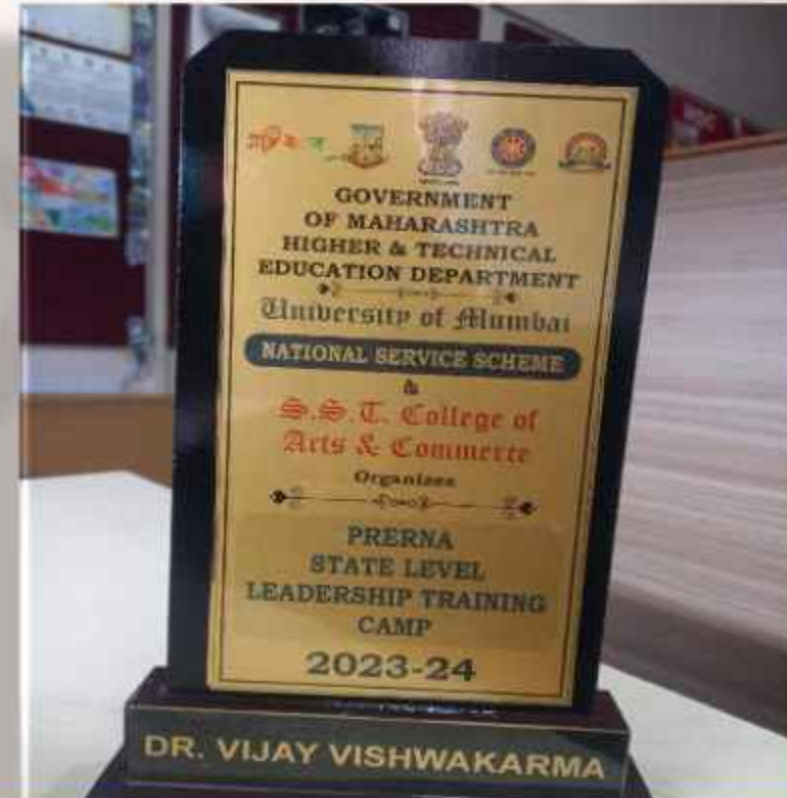 GOVERNMENT
OF MAHARASHTRA
HIGHER & TECHNICAL
EDUCATION DEPARTMENT
University of Mumbai
NATIONAL SERVICE SCHEME
&
S.S.T. College of
Arts & Commerce
Organizes
PRERNA
STATE LEVEL
LEADERSHIP TRAINING
CAMP
2023-24
DR. VIJAY VISHWAKARMA